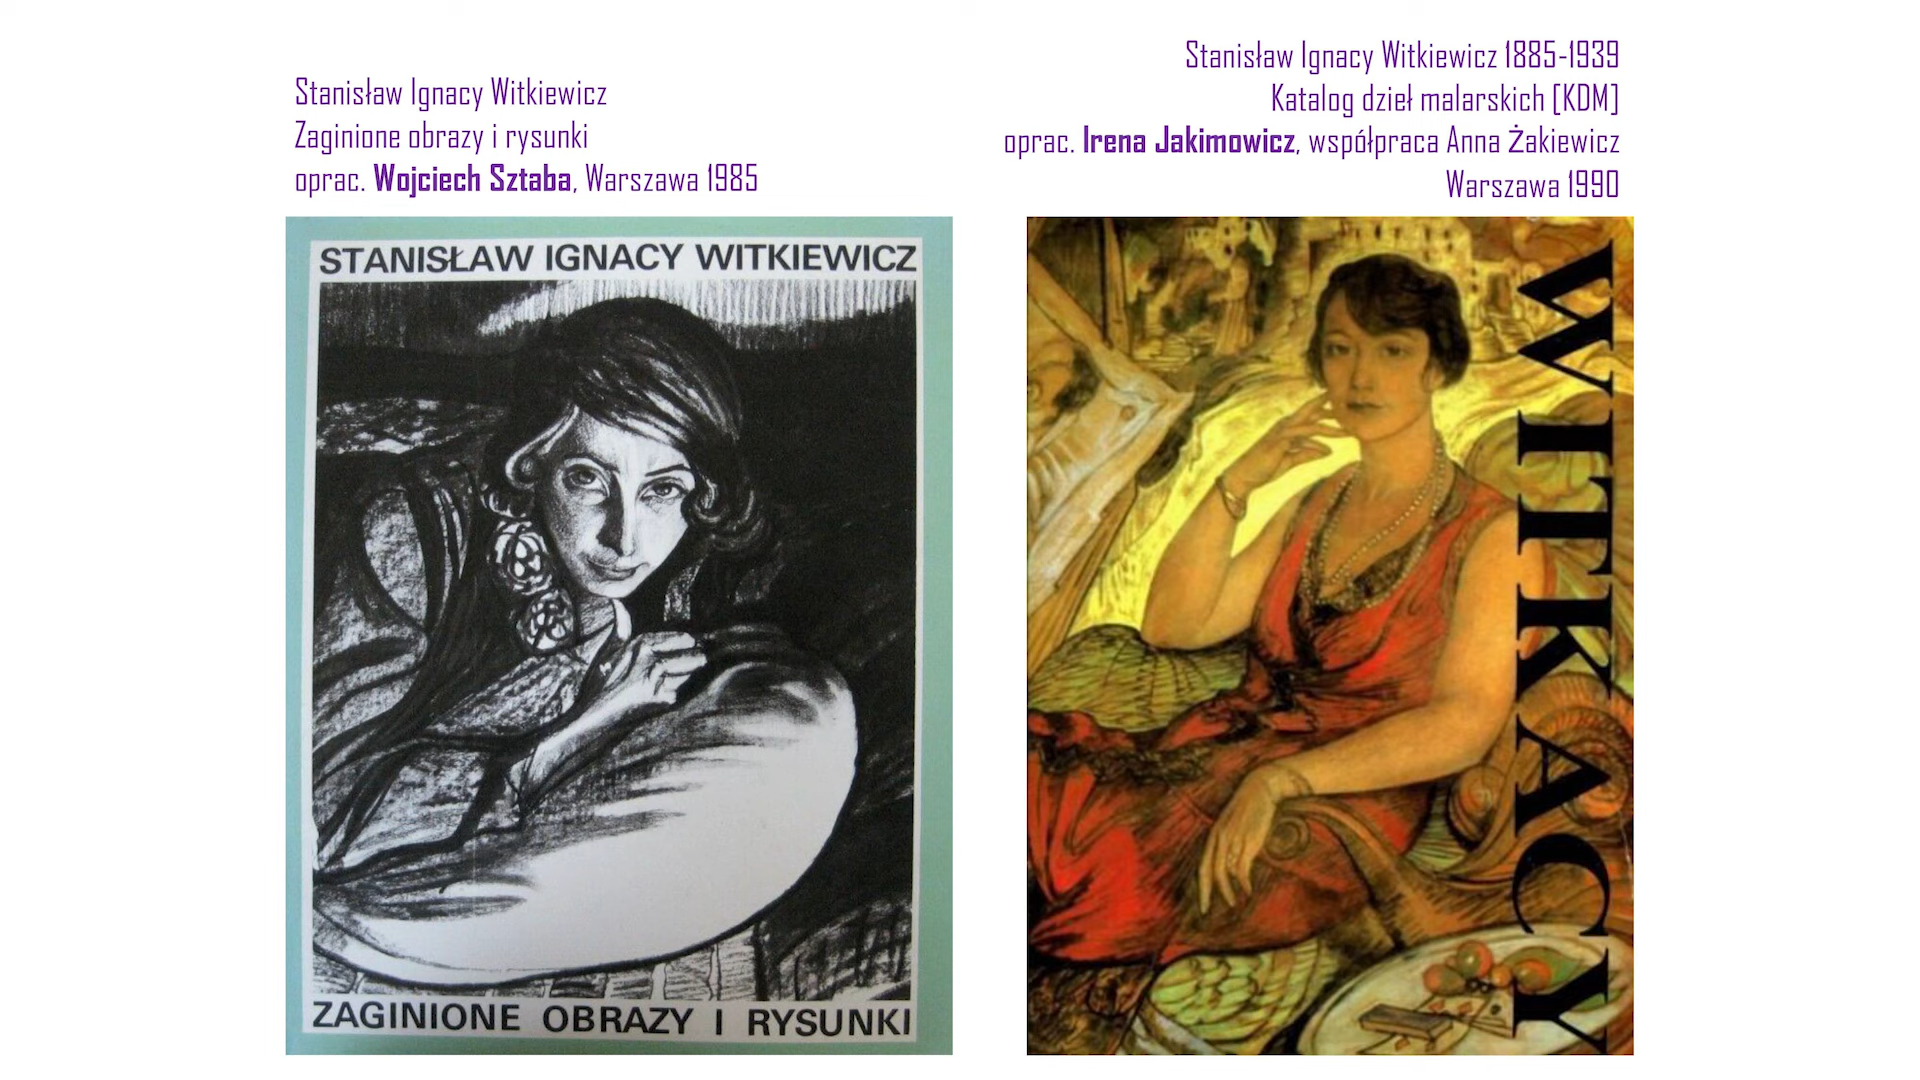 Stanisław Ignacy Witkiewicz
Zaginione obrazy i rysunki
oprac. Wojciech Sztaba, Warszawa 1985
STANISŁAW IGNACY WITKIEWICZ
ZAGINIONE OBRAZY I RYSUNKI
Stanisław Ignacy Witkiewicz 1885-1939
Katalog dzieł malarskich [KDM]
oprac. Irena Jakimowicz, współpraca Anna Żakiewicz
Warszawa 1990
WITKACY